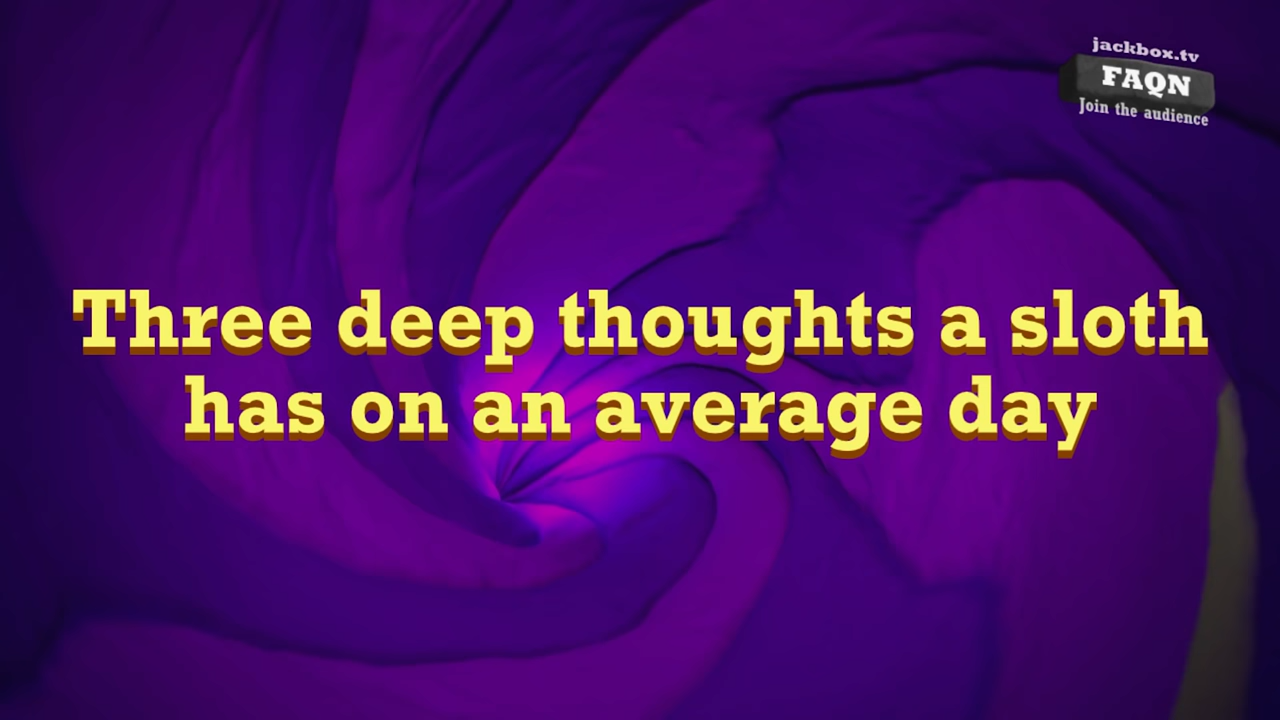 jackbox.tv
FAQN
Join the audience
Three deep thoughts a sloth
has on an average day